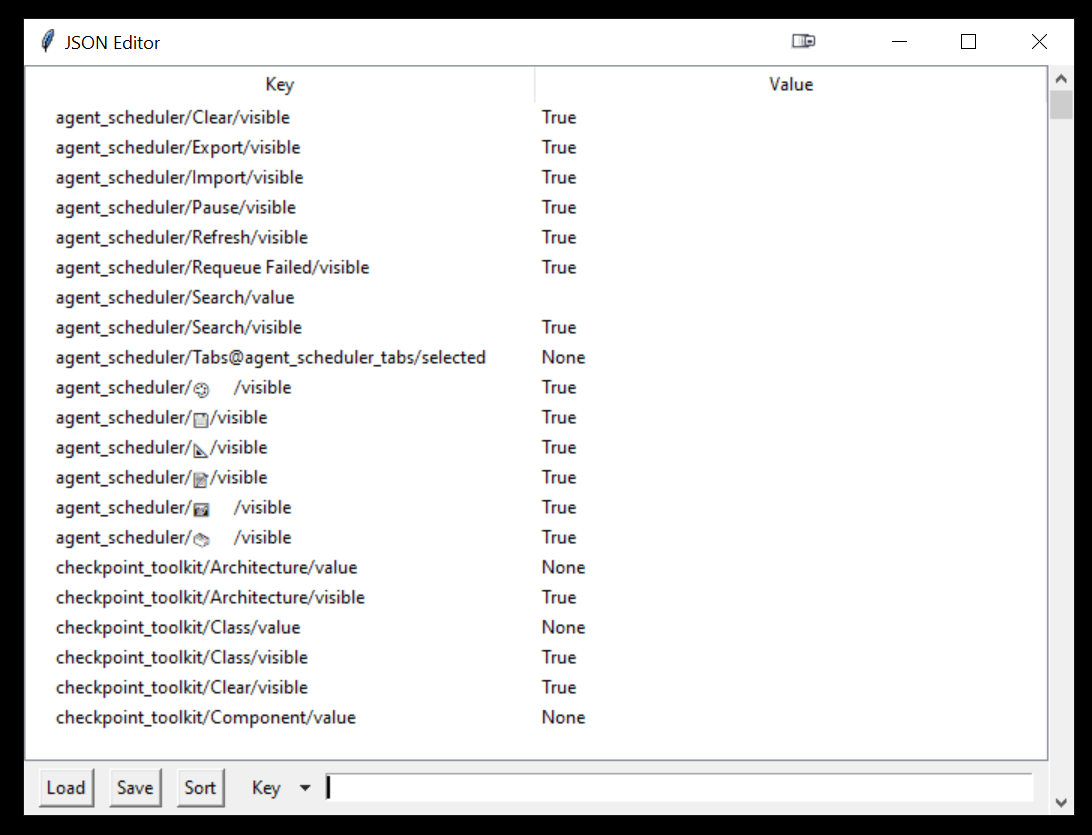 JSON Editor
Key Value
agent_scheduler/Clear/visible True
agent_scheduler/Export/visible True
agent_scheduler/Import/visible True
agent_scheduler/Pause/visible True
agent_scheduler/Refresh/visible True
agent_scheduler/Requeue Failed/visible True
agent_scheduler/Search/value
agent_scheduler/Search/visible True
agent_scheduler/Tabs@agent_scheduler_tabs/selected None
agent_scheduler/🎨 /visible True
agent_scheduler/🗒/visible True
agent_scheduler/📐/visible True
agent_scheduler/📝/visible True
agent_scheduler/ /visible True
agent_scheduler/ /visible True
checkpoint_toolkit/Architecture/value None
checkpoint_toolkit/Architecture/visible True
checkpoint_toolkit/Class/value None
checkpoint_toolkit/Class/visible True
checkpoint_toolkit/Clear/visible True
checkpoint_toolkit/Component/value None
Load Save Sort Key